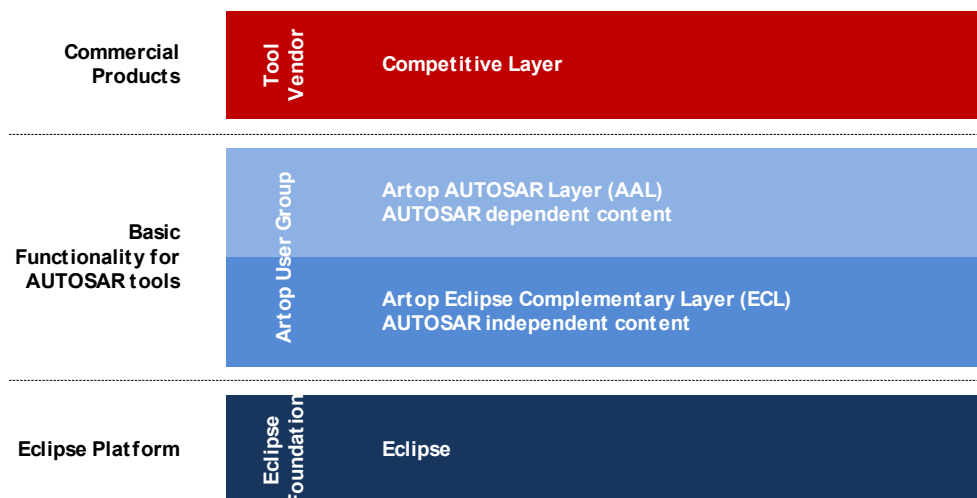 Commercial
Products
Tool
Vendor
Competitive Layer
Basic
Functionality for
AUTOSAR tools
Artop User Group
Artop AUTOSAR Layer (AAL)
AUTOSAR dependent content
Artop Eclipse Complementary Layer (ECL)
AUTOSAR independent content
Eclipse Platform
Eclipse
Foundation
Eclipse